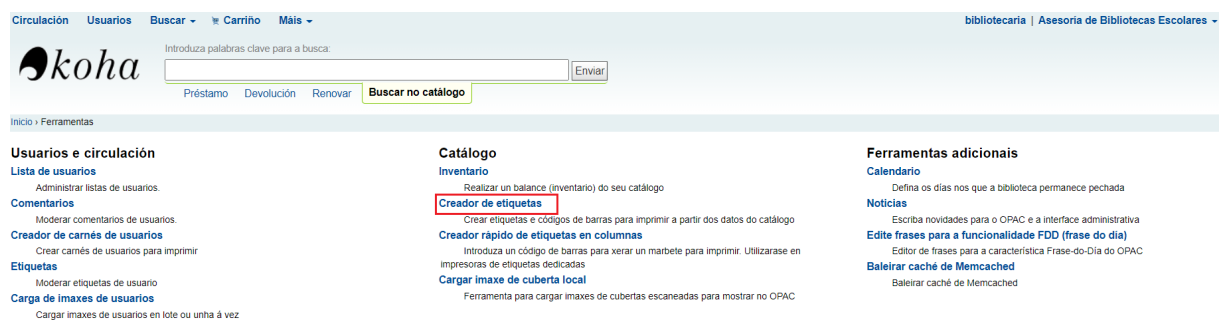 Circulación Usuarios Buscar Carriño Máis bibliotecaria | Asesoria de Bibliotecas Escolares
koha
Introduza palabras clave para a busca:
Enviar
Préstamo Devolución Renovar Buscar no catálogo
Inicio › Ferramentas
Usuarios e circulación
Lista de usuarios
Administrar listas de usuarios.
Comentarios
Moderar comentarios de usuarios.
Creador de carnés de usuarios
Crear carnés de usuarios para imprimir
Etiquetas
Moderar etiquetas de usuario
Carga de imaxes de usuarios
Cargar imaxes de usuarios en lote ou unha á vez
Catálogo
Inventario
Realizar un balance (inventario) do seu catálogo
Creador de etiquetas
Crear etiquetas e códigos de barras para imprimir a partir dos datos do catálogo
Creador rápido de etiquetas en columnas
Introduza un código de barras para xerar un marbete para imprimir. Utilizarase en
impresoras de etiquetas dedicadas
Cargar imaxe de cuberta local
Ferramenta para cargar imaxes de cubertas escaneadas para mostrar no OPAC
Ferramentas adicionais
Calendario
Defina os días nos que a biblioteca permanece pechada
Noticias
Escriba novidades para o OPAC e a interface administrativa
Edite frases para a funcionalidade FDD (frase do día)
Editor de frases para a característica Frase-do-Día do OPAC
Baleirar caché de Memcached
Baleirar caché de Memcached